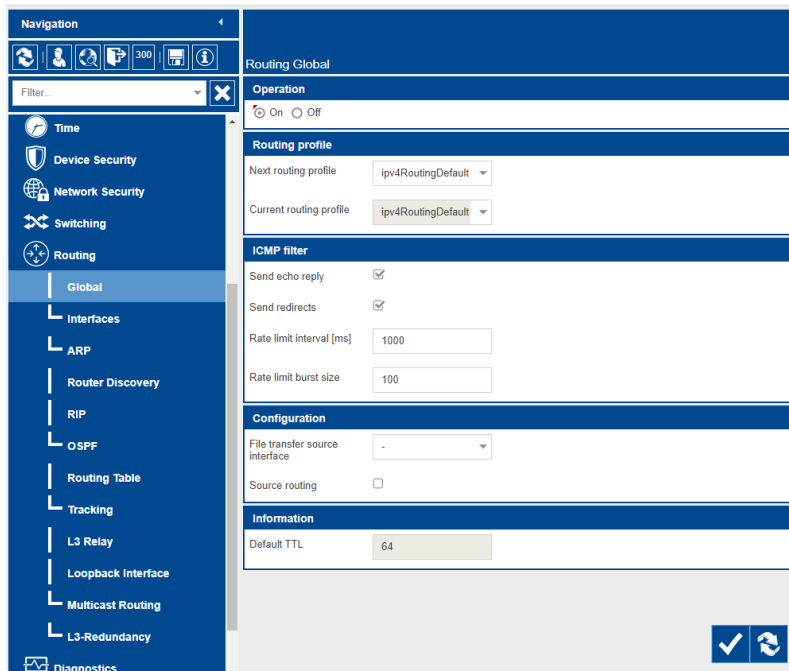 Navigation
300
Filter...
Time
Device Security
Network Security
Switching
Routing
Global
Interfaces
ARP
Router Discovery
RIP
OSPF
Routing Table
Tracking
L3 Relay
Loopback Interface
Multicast Routing
L3-Redundancy
Diagnostics
Routing Global
Operation
On Off
Routing profile
Next routing profile ipv4RoutingDefault
Current routing profile ipv4RoutingDefault
ICMP filter
Send echo reply
Send redirects
Rate limit interval [ms] 1000
Rate limit burst size 100
Configuration
File transfer source
interface -
Source routing
Information
Default TTL 64